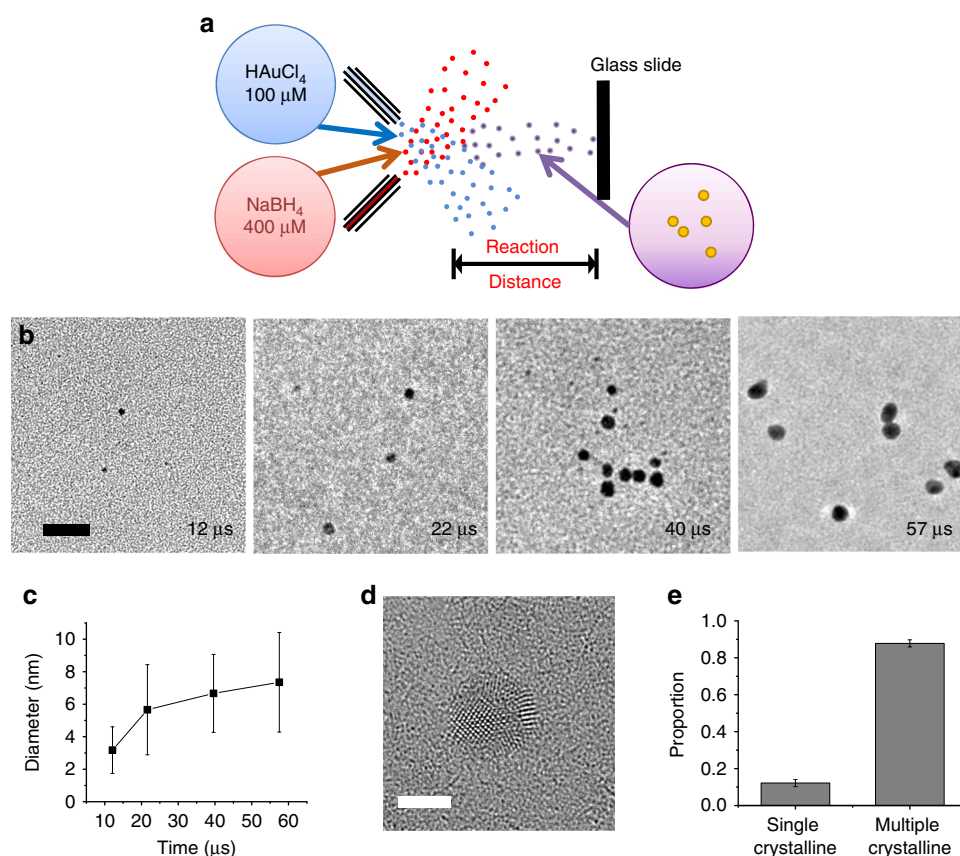 a
HAuCl₄
100 μM
NaBH₄
400 μM
Glass slide
Reaction
Distance
b
12 μs
22 μs
40 μs
57 μs
c
Diameter (nm)
10
8
6
4
2
0
10 20 30 40 50 60
Time (μs)
d
e
Proportion
1.0
0.8
0.6
0.4
0.2
0.0
Single
crystalline
Multiple
crystalline